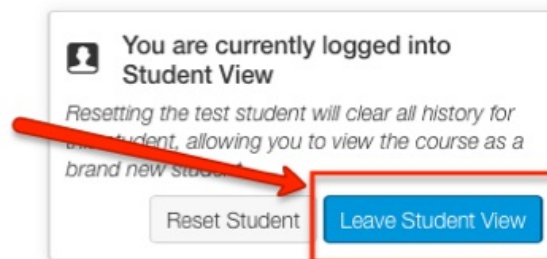 You are currently logged into
Student View
Resetting the test student will clear all history for
student, allowing you to view the course as a
brand new
Reset Student
Leave Student View